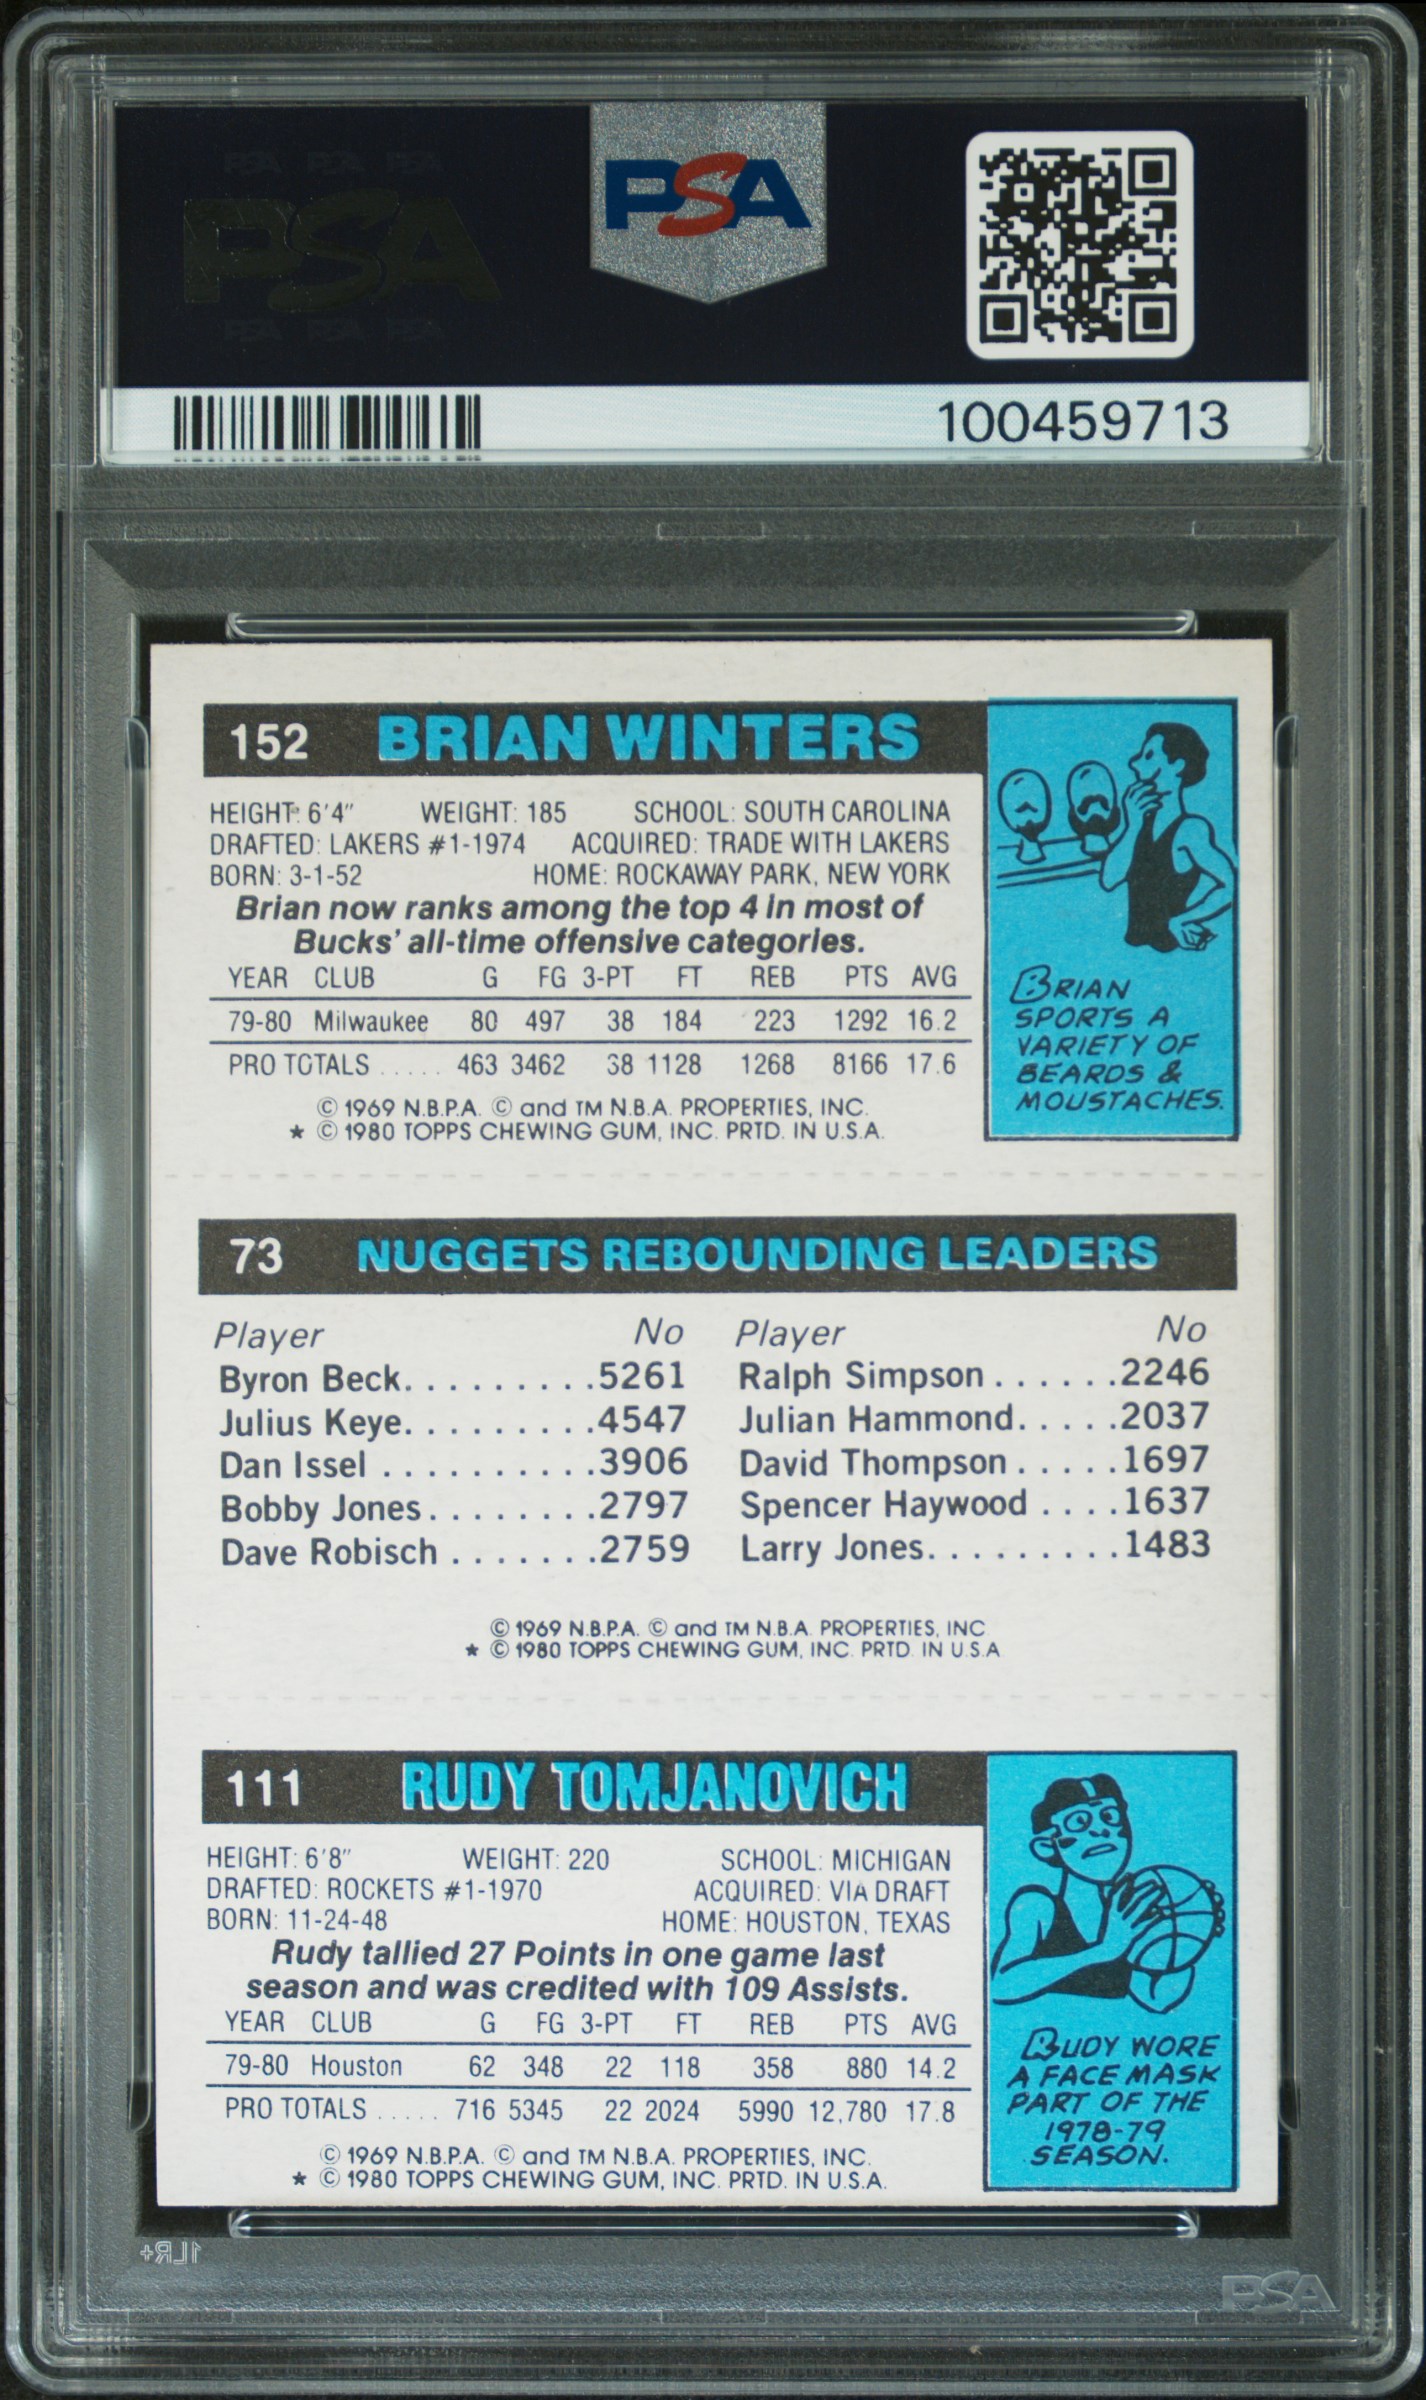 PSA PSA PSA
PSA
PSA PSA PSA
PSA
100459713
152 BRIAN WINTERS
HEIGHT: 6'4" WEIGHT: 185 SCHOOL: SOUTH CAROLINA
DRAFTED: LAKERS #1-1974 ACQUIRED: TRADE WITH LAKERS
BORN: 3-1-52 HOME: ROCKAWAY PARK, NEW YORK
Brian now ranks among the top 4 in most of
Bucks' all-time offensive categories.
YEAR CLUB G FG 3-PT FT REB PTS AVG
79-80 Milwaukee 80 497 38 184 223 1292 16.2
PRO TOTALS ..... 463 3462 38 1128 1268 8166 17.6
© 1969 N.B.P.A. © and TM N.B.A. PROPERTIES, INC.
★ © 1980 TOPPS CHEWING GUM, INC. PRTD. IN U.S.A.
BRIAN
SPORTS A
VARIETY OF
BEARDS &
MOUSTACHES.
73 NUGGETS REBOUNDING LEADERS
Player No Player No
Byron Beck. . . . . . . . . .5261 Ralph Simpson . . . . . .2246
Julius Keye. . . . . . . . . .4547 Julian Hammond. . . . .2037
Dan Issel . . . . . . . . . . .3906 David Thompson . . . . .1697
Bobby Jones. . . . . . . . .2797 Spencer Haywood . . . .1637
Dave Robisch . . . . . . .2759 Larry Jones. . . . . . . . . .1483
© 1969 N.B.P.A. © and TM N.B.A. PROPERTIES, INC
★ © 1980 TOPPS CHEWING GUM, INC. PRTD. IN U.S.A
111 RUDY TOMJANOVICH
HEIGHT: 6'8" WEIGHT: 220 SCHOOL: MICHIGAN
DRAFTED: ROCKETS #1-1970 ACQUIRED: VIA DRAFT
BORN: 11-24-48 HOME: HOUSTON, TEXAS
Rudy tallied 27 Points in one game last
season and was credited with 109 Assists.
YEAR CLUB G FG 3-PT FT REB PTS AVG
79-80 Houston 62 348 22 118 358 880 14.2
PRO TOTALS ..... 716 5345 22 2024 5990 12,780 17.8
© 1969 N.B.P.A. © and TM N.B.A. PROPERTIES, INC.
★ © 1980 TOPPS CHEWING GUM, INC. PRTD. IN U.S.A.
RUDY WORE
A FACE MASK
PART OF THE
1978-79
SEASON.
1LR+
PSA